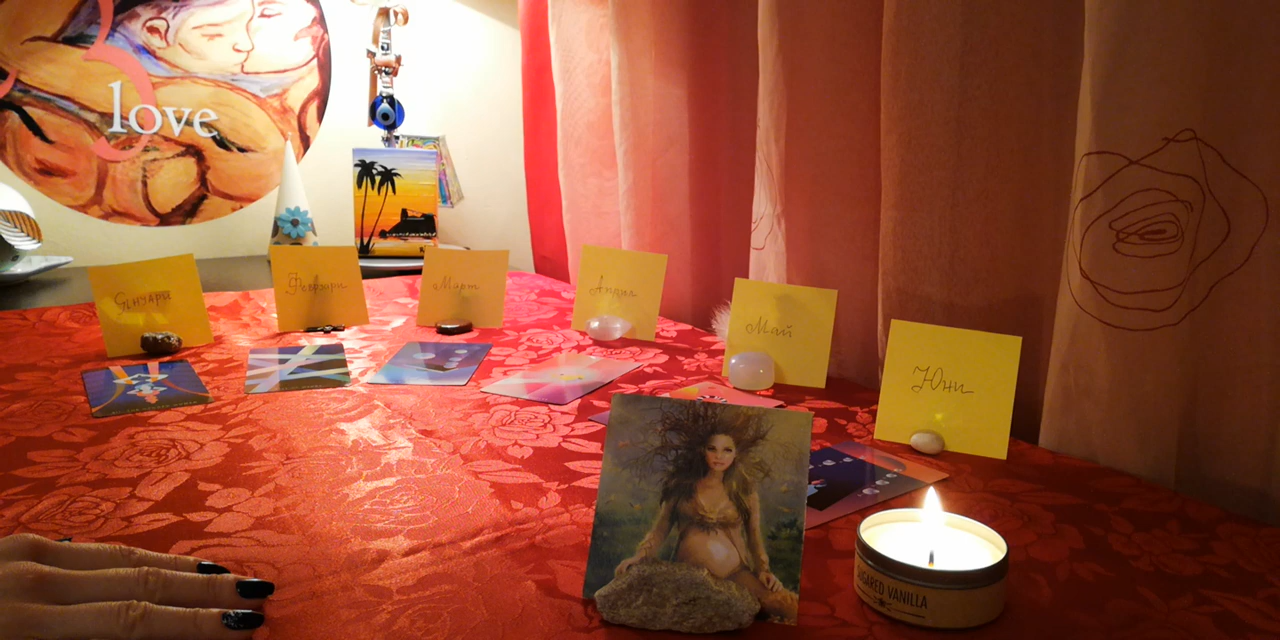 love
Януари
Февруари
Март
Април
Май
Юни
SUGARED VANILLA